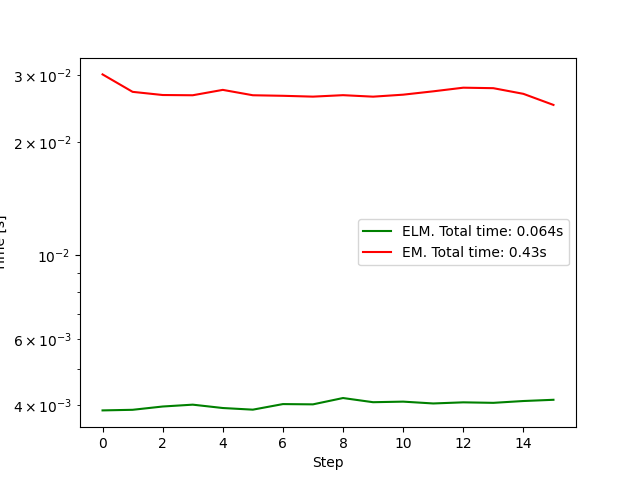 3 × 10⁻²
2 × 10⁻²
10⁻²
6 × 10⁻³
4 × 10⁻³
ELM. Total time: 0.064s
EM. Total time: 0.43s
0 2 4 6 8 10 12 14
Step